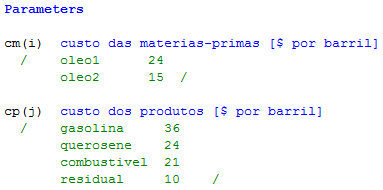 Parameters
cm(i) custo das materias-primas [$ por barril]
/ oleo1 24
oleo2 15 /
cp(j) custo dos produtos [$ por barril]
/ gasolina 36
querosene 24
combustivel 21
residual 10 /